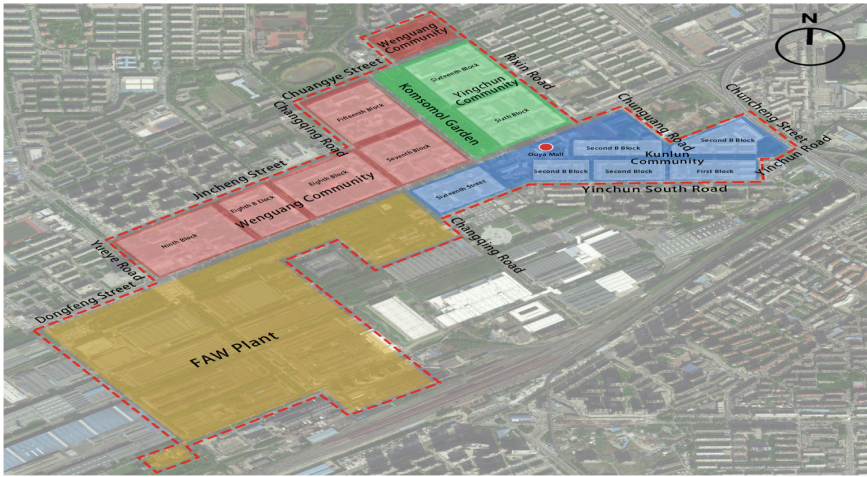 N
Wenguang
Community
Chuangye Street
Rixin Road
Sixteenth Block
Yingchun
Community
Komsomol Garden
Sixth Block
Changqing Road
Fifteenth Block
Seventh Block
Jincheng Street
Eighth Block
Eighth B Block
Wenguang Community
Ninth Block
Yueye Road
Dongfeng Street
FAW Plant
Chunguang Road
Chuncheng Street
Yinchun Road
Ouya Mall
Second B Block
Second B Block
Kunlun
Community
Second B Block
Second Block
First Block
Sixteenth Street
Yinchun South Road
Changqing Road